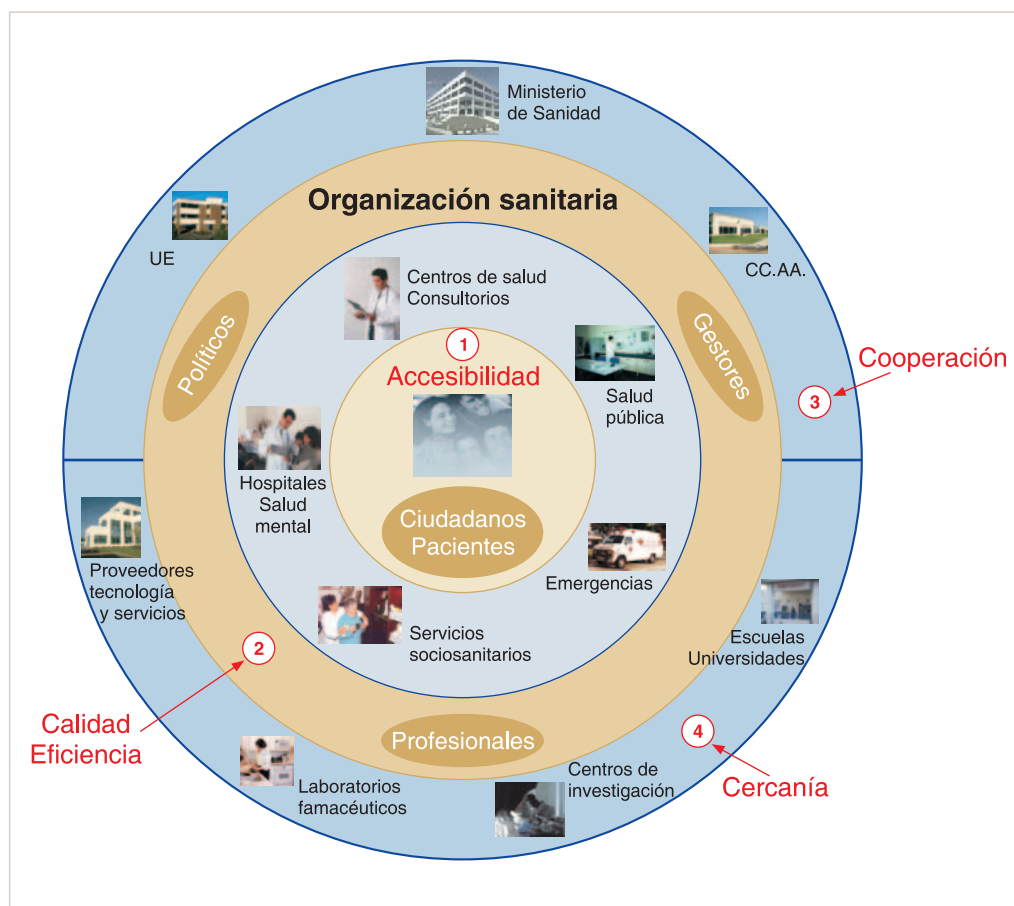 Ministerio
de Sanidad
Organización sanitaria
UE
CC.AA.
Centros de salud
Consultorios
Políticos
Gestores
1
Accesibilidad
Cooperación
3
Salud
pública
Hospitales
Salud
mental
Ciudadanos
Pacientes
Proveedores
tecnología
y servicios
Emergencias
Servicios
sociosanitarios
Escuelas
Universidades
2
Calidad
Eficiencia
Profesionales
4
Cercanía
Laboratorios
famacéuticos
Centros de
investigación